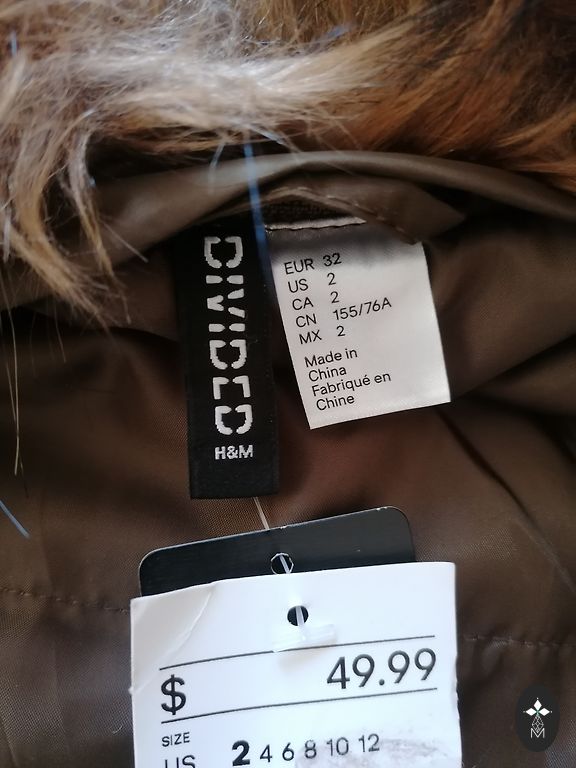 DIVIDED
H&M
EUR 32
US 2
CA 2
CN 155/76A
MX 2
Made in
China
Fabriqué en
Chine
$ 49.99
SIZE
US 2 4 6 8 10 12
M